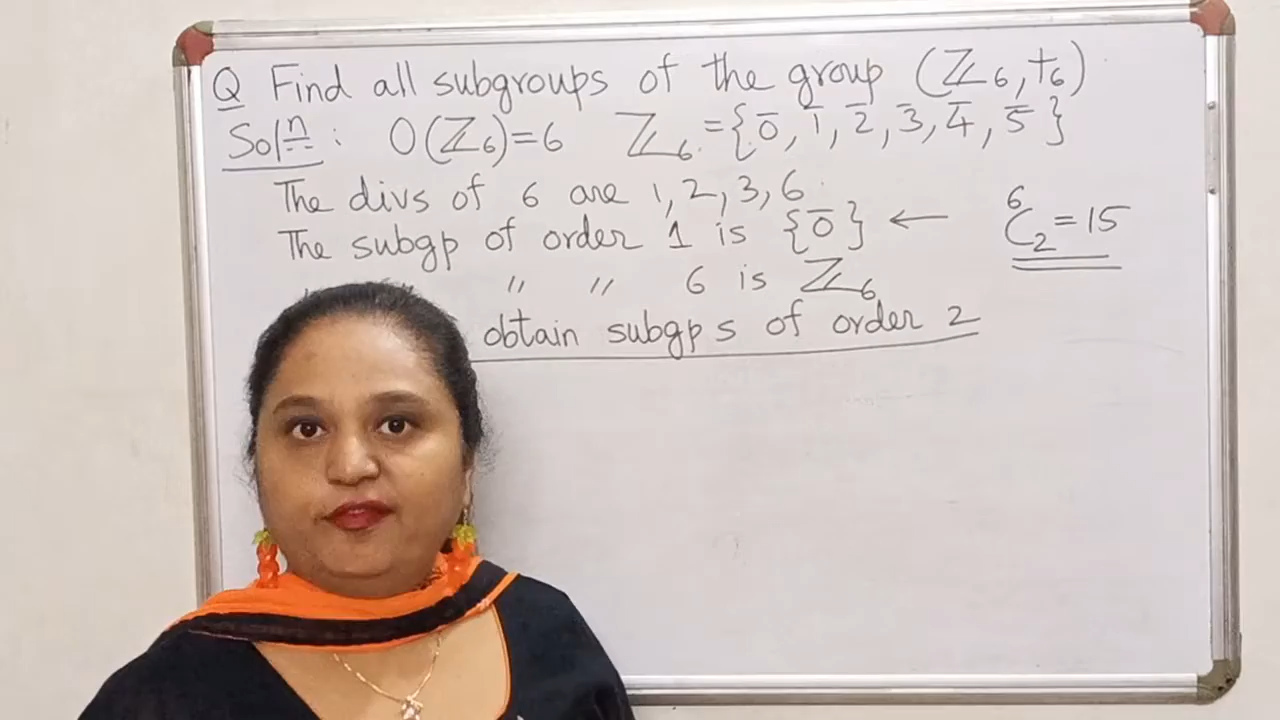 Q Find all subgroups of the group (ℤ₆, +₆)
Solⁿ : O(ℤ₆)=6 ℤ₆ = {0̅, 1̅, 2̅, 3̅, 4̅, 5̅}
The divs of 6 are 1, 2, 3, 6
The subgp of order 1 is {0̅} ← ⁶C₂ = 15
" " 6 is ℤ₆
obtain subgps of order 2